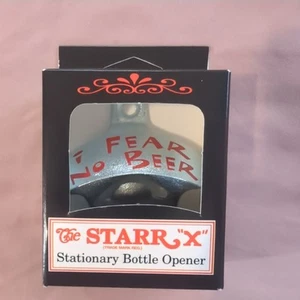 I FEAR
NO BEER
The STARR "X"
(TRADE MARK REG.)
Stationary Bottle Opener